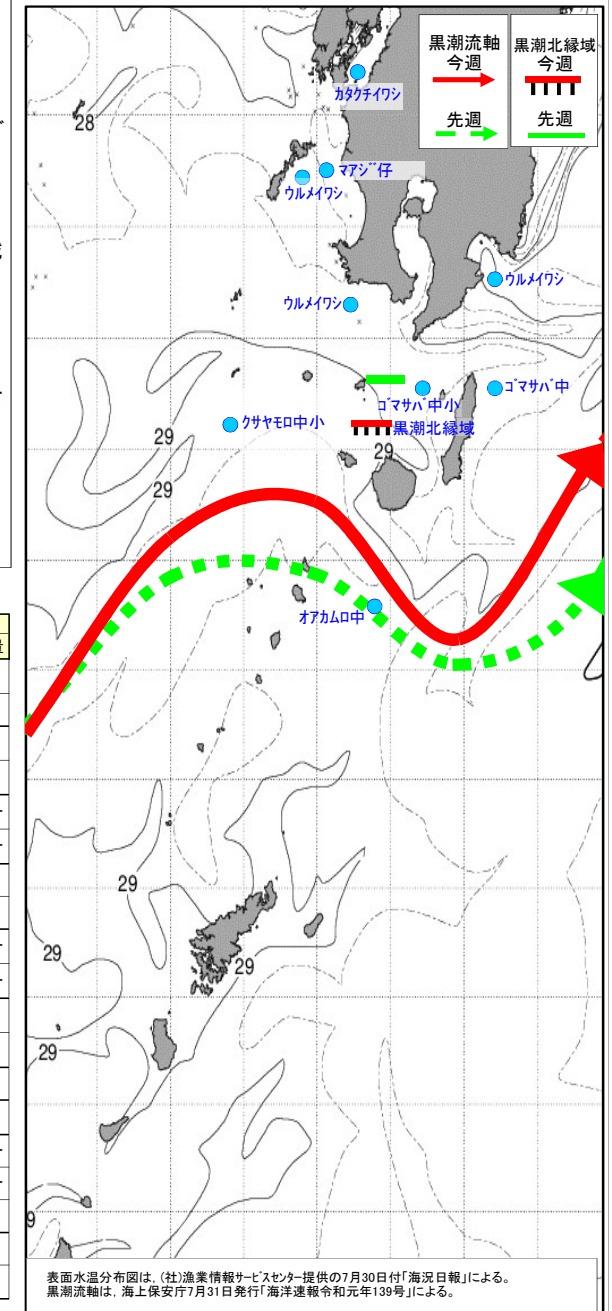 黒潮流軸
今週
先週
黒潮北縁域
今週
先週
カタクチイワシ
28
マアジ仔
ウルメイワシ
ウルメイワシ
ウルメイワシ
ゴマサバ中小
ゴマサバ中
クサヤモロ中小
黒潮北縁域
29
29
29
オアカムロ中
29
29
29
29
9
表面水温分布図は、(社)漁業情報サービスセンター提供の7月30日付「海況日報」による。
黒潮流軸は、海上保安庁7月31日発行「海洋速報令和元年139号」による。